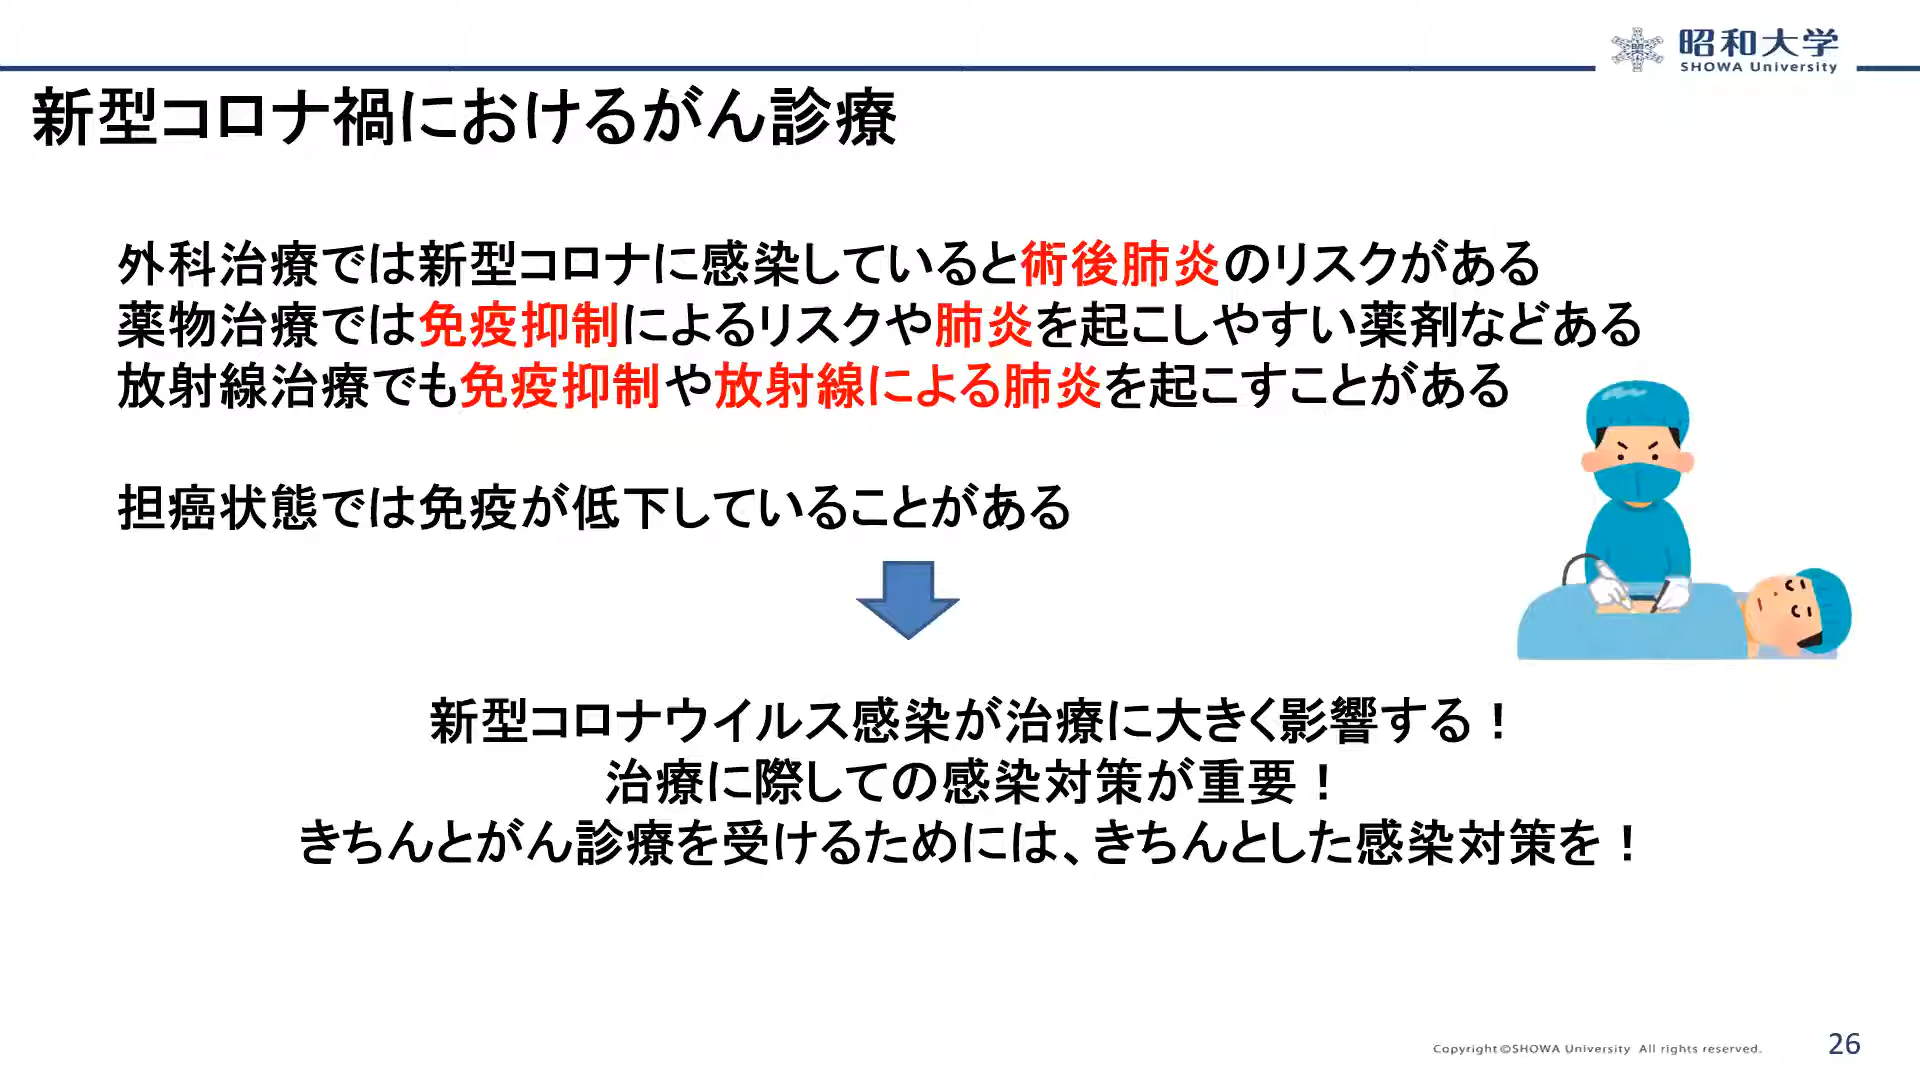 昭和大学
SHOWA University
新型コロナ禍におけるがん診療
外科治療では新型コロナに感染していると術後肺炎のリスクがある
薬物治療では免疫抑制によるリスクや肺炎を起こしやすい薬剤などある
放射線治療でも免疫抑制や放射線による肺炎を起こすことがある
担癌状態では免疫が低下していることがある
新型コロナウイルス感染が治療に大きく影響する！
治療に際しての感染対策が重要！
きちんとがん診療を受けるためには、きちんとした感染対策を！
Copyright©SHOWA University All rights reserved.
26